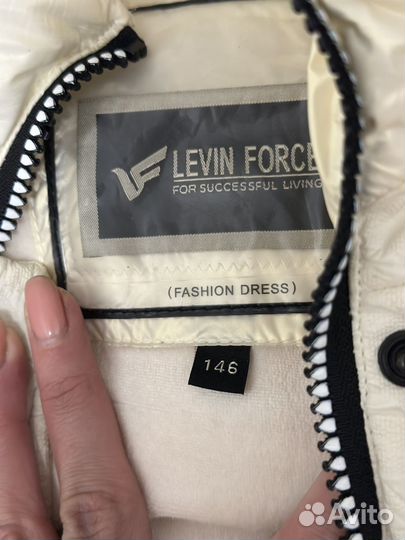 LEVIN FORCE
FOR SUCCESSFUL LIVING
(FASHION DRESS)
146
Avito